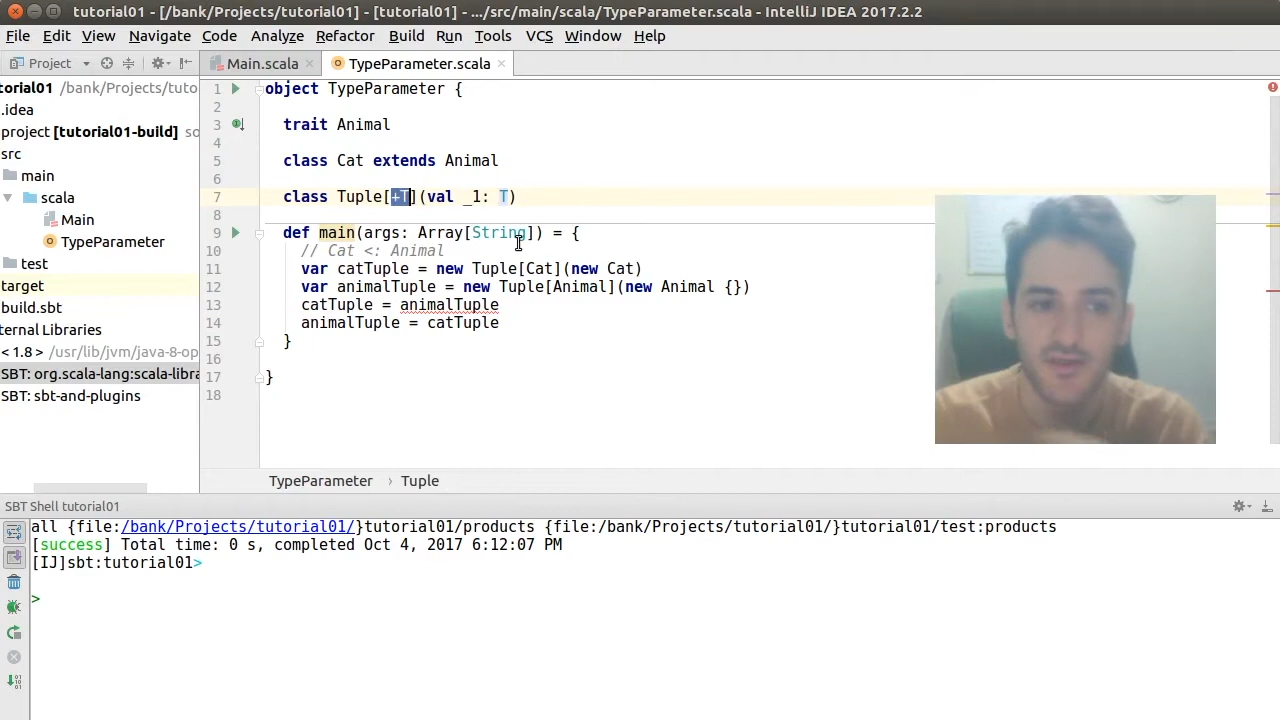 tutorial01 - [/bank/Projects/tutorial01] - [tutorial01] - .../src/main/scala/TypeParameter.scala - IntelliJ IDEA 2017.2.2
File Edit View Navigate Code Analyze Refactor Build Run Tools VCS Window Help
Project Main.scala TypeParameter.scala
torial01 /bank/Projects/tuto
.idea
project [tutorial01-build] so
src
main
scala
Main
TypeParameter
test
target
build.sbt
ternal Libraries
< 1.8 > /usr/lib/jvm/java-8-op
SBT: org.scala-lang:scala-libra
SBT: sbt-and-plugins
1 object TypeParameter {
2
3 trait Animal
4
5 class Cat extends Animal
6
7 class Tuple[+T](val _1: T)
8
9 def main(args: Array[String]) = {
10 // Cat <: Animal
11 var catTuple = new Tuple[Cat](new Cat)
12 var animalTuple = new Tuple[Animal](new Animal {})
13 catTuple = animalTuple
14 animalTuple = catTuple
15 }
16
17 }
18
TypeParameter › Tuple
SBT Shell tutorial01
all {file:/bank/Projects/tutorial01/}tutorial01/products {file:/bank/Projects/tutorial01/}tutorial01/test:products
[success] Total time: 0 s, completed Oct 4, 2017 6:12:07 PM
[IJ]sbt:tutorial01>
>